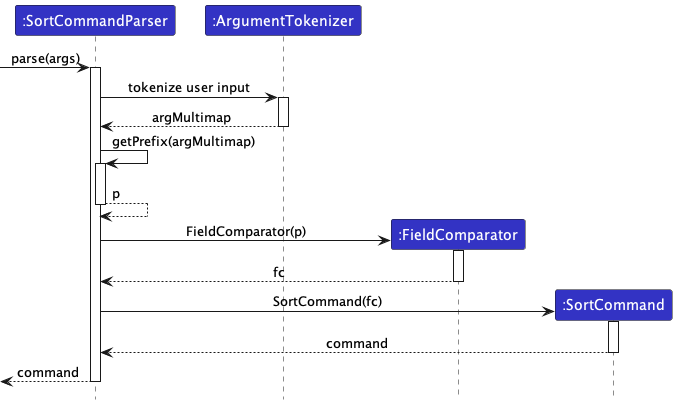 :SortCommandParser
:ArgumentTokenizer
parse(args)
tokenize user input
argMultimap
getPrefix(argMultimap)
p
FieldComparator(p)
:FieldComparator
fc
SortCommand(fc)
:SortCommand
command
command